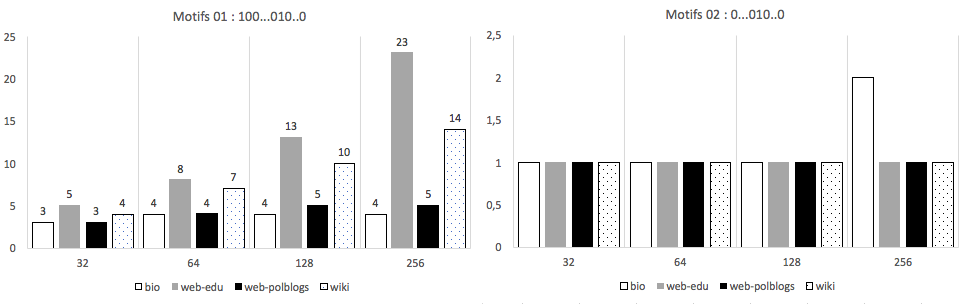 Motifs 01 : 100...010..0
25
20
15
10
5
0
3 5 3 4
4 8 4 7
4 13 5 10
4 23 5 14
32 64 128 256
bio web-edu web-polblogs wiki
Motifs 02 : 0...010..0
2,5
2
1,5
1
0,5
0
32 64 128 256
bio web-edu web-polblogs wiki